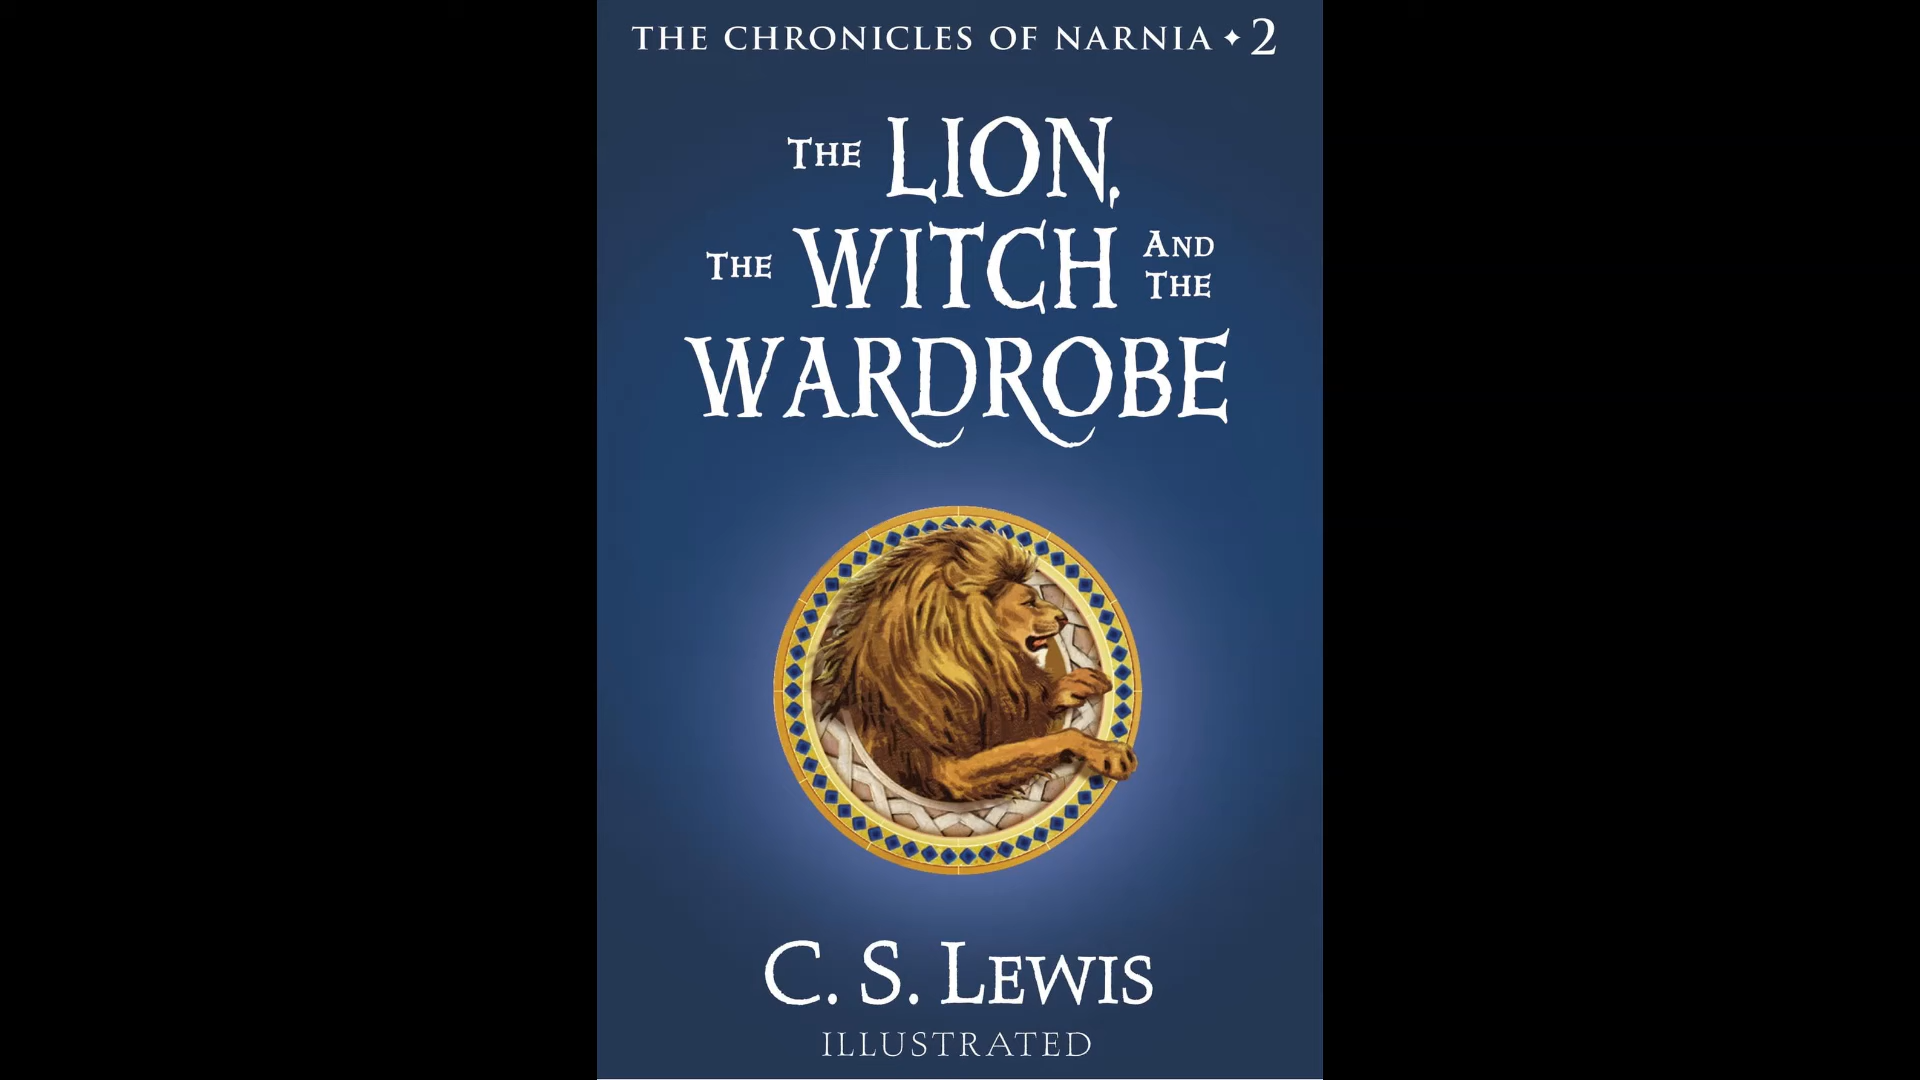 THE CHRONICLES OF NARNIA ✦ 2
THE LION,
THE WITCH AND THE
WARDROBE
C. S. LEWIS
ILLUSTRATED